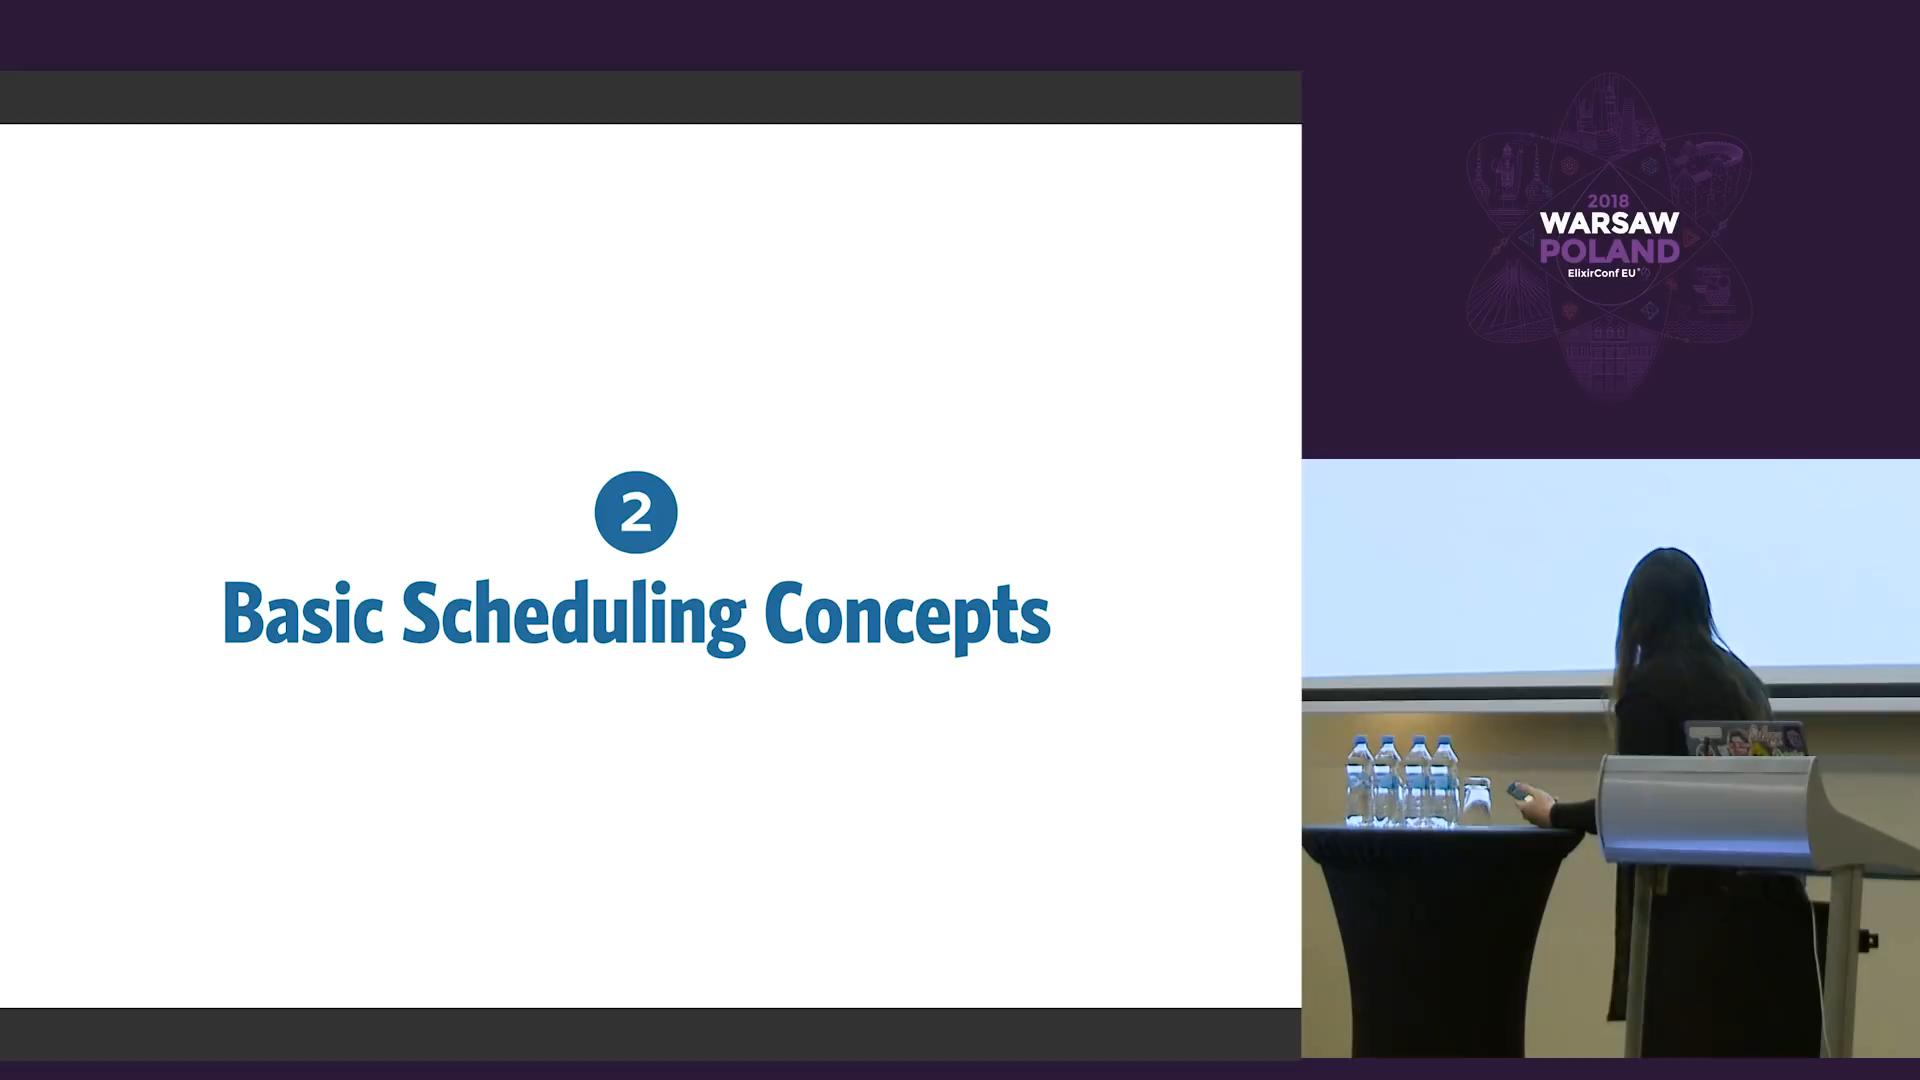 2
Basic Scheduling Concepts
2018
WARSAW
POLAND
ElixirConf EU